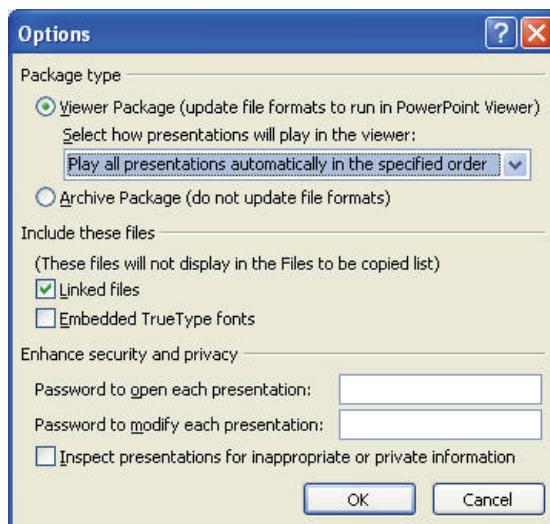 Options
Package type
Viewer Package (update file formats to run in PowerPoint Viewer)
Select how presentations will play in the viewer:
Play all presentations automatically in the specified order
Archive Package (do not update file formats)
Include these files
(These files will not display in the Files to be copied list)
Linked files
Embedded TrueType fonts
Enhance security and privacy
Password to open each presentation:
Password to modify each presentation:
Inspect presentations for inappropriate or private information
OK Cancel